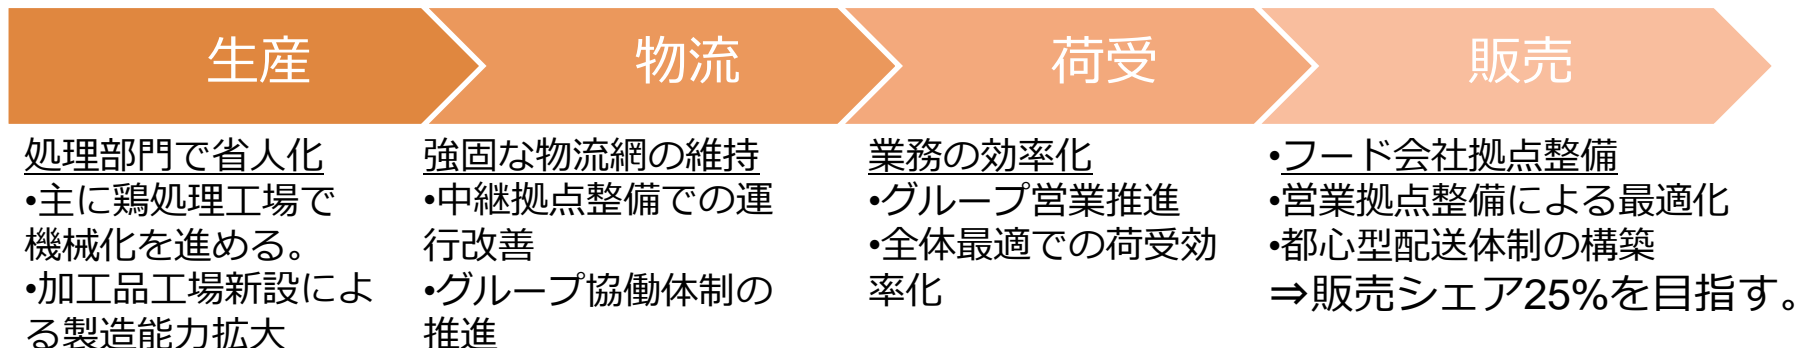 生産
物流
荷受
販売
処理部門で省人化
•主に鶏処理工場で
機械化を進める。
•加工品工場新設によ
る製造能力拡大
強固な物流網の維持
•中継拠点整備での運
行改善
•グループ協働体制の
推進
業務の効率化
•グループ営業推進
•全体最適での荷受効
率化
•フード会社拠点整備
•営業拠点整備による最適化
•都心型配送体制の構築
⇒販売シェア25%を目指す。